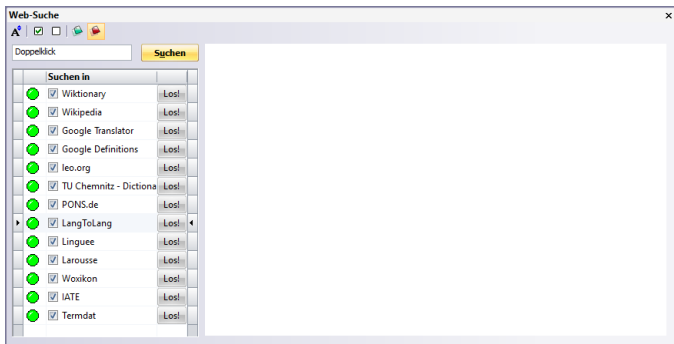 Web-Suche
Doppelklick
Suchen
Suchen in
Wiktionary Los!
Wikipedia Los!
Google Translator Los!
Google Definitions Los!
leo.org Los!
TU Chemnitz - Dictiona Los!
PONS.de Los!
LangToLang Los!
Linguee Los!
Larousse Los!
Woxikon Los!
IATE Los!
Termdat Los!